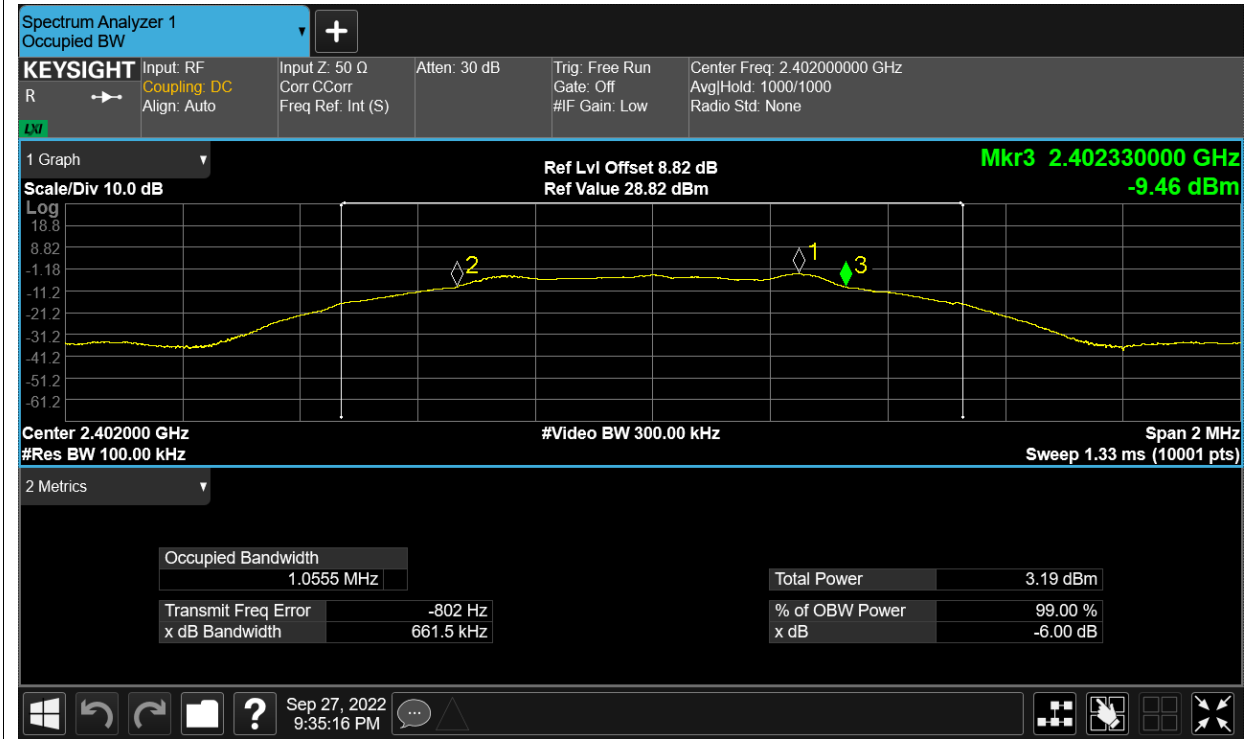 Spectrum Analyzer 1
Occupied BW
KEYSIGHT
R
LXI
Input: RF
Coupling: DC
Align: Auto
Input Z: 50 Ω
Corr CCorr
Freq Ref: Int (S)
Atten: 30 dB
Trig: Free Run
Gate: Off
#IF Gain: Low
Center Freq: 2.402000000 GHz
Avg|Hold: 1000/1000
Radio Std: None
1 Graph
Scale/Div 10.0 dB
Ref Lvl Offset 8.82 dB
Ref Value 28.82 dBm
Mkr3 2.402330000 GHz
-9.46 dBm
Log
18.8
8.82
-1.18
-11.2
-21.2
-31.2
-41.2
-51.2
-61.2
2
1
3
Center 2.402000 GHz
#Res BW 100.00 kHz
#Video BW 300.00 kHz
Span 2 MHz
Sweep 1.33 ms (10001 pts)
2 Metrics
Occupied Bandwidth
1.0555 MHz
Transmit Freq Error -802 Hz
x dB Bandwidth 661.5 kHz
Total Power 3.19 dBm
% of OBW Power 99.00 %
x dB -6.00 dB
?
Sep 27, 2022
9:35:16 PM